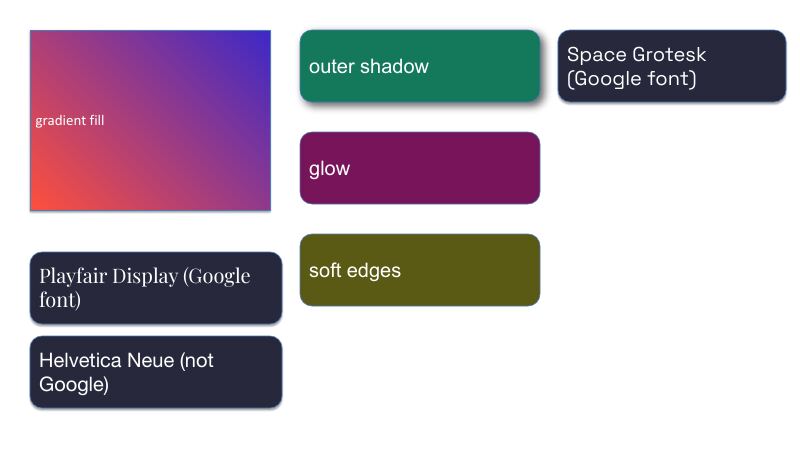 gradient fill
outer shadow
Space Grotesk
(Google font)
glow
soft edges
Playfair Display (Google
font)
Helvetica Neue (not
Google)